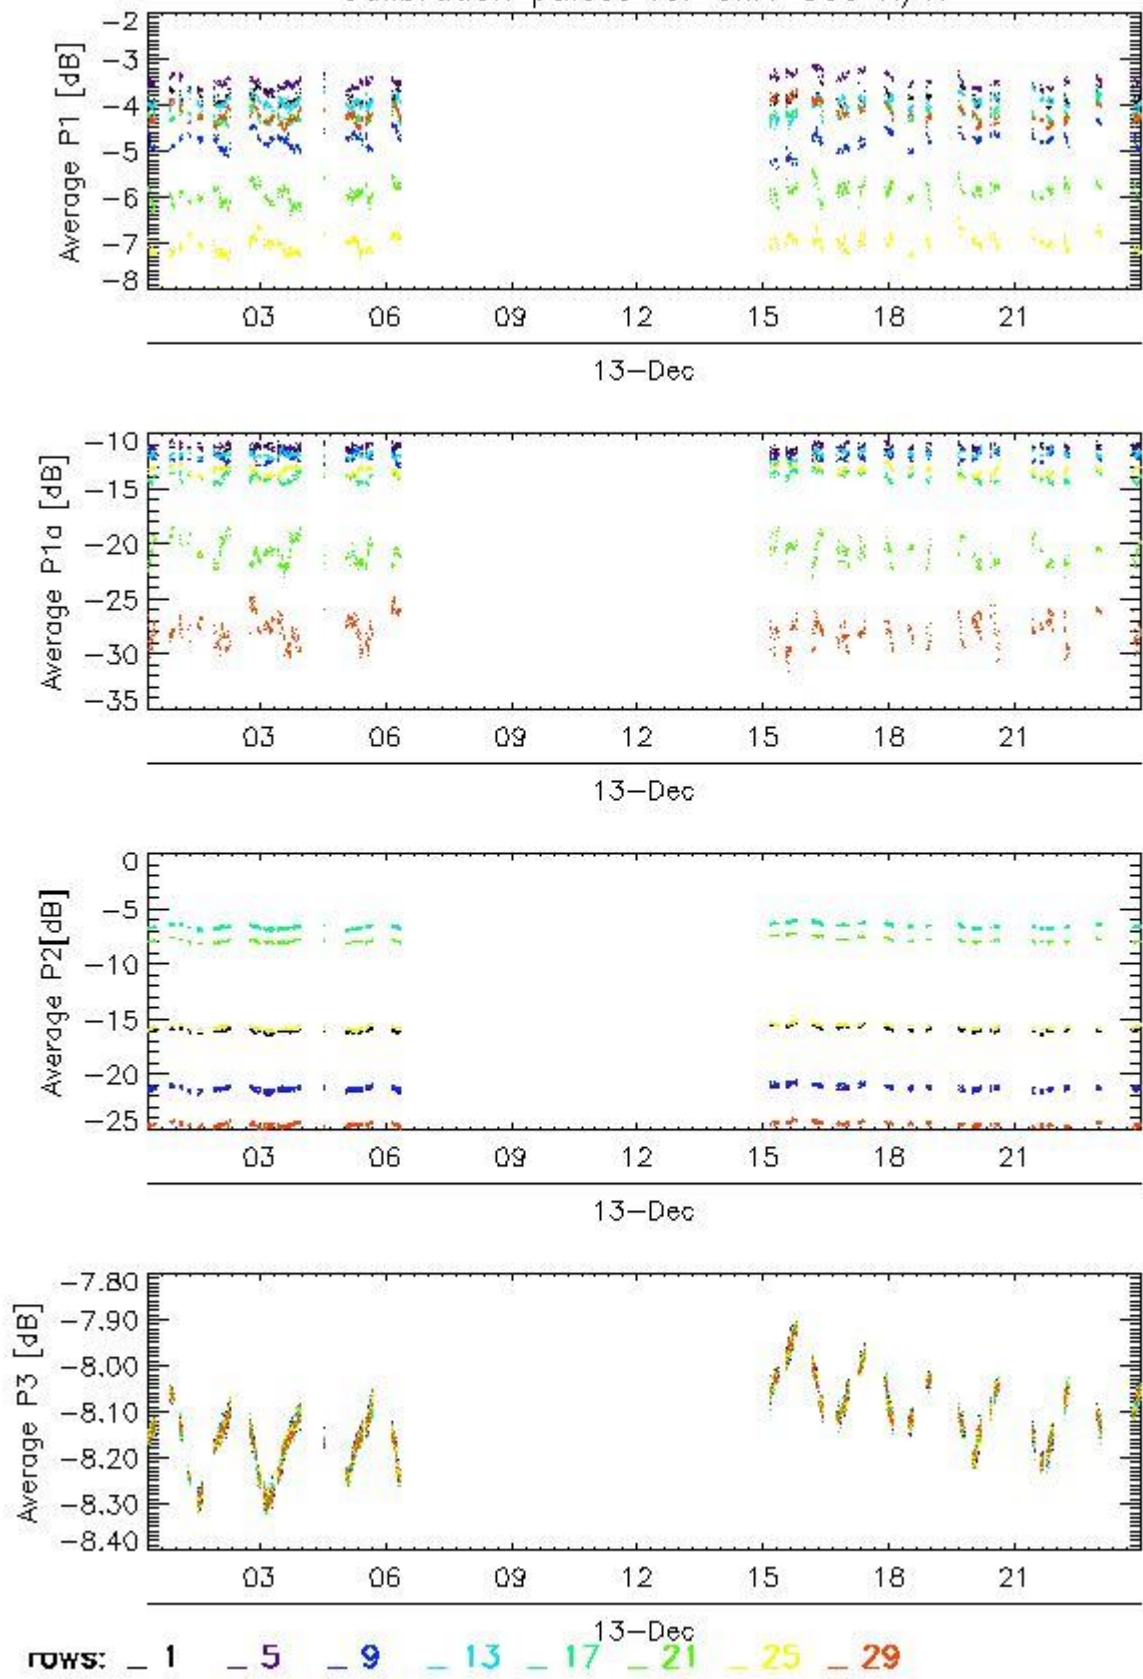 -2
-3
-4
-5
-6
-7
-8
Average P1 [dB]
03 06 09 12 15 18 21
13-Dec
-10
-15
-20
-25
-30
-35
Average P1a [dB]
03 06 09 12 15 18 21
13-Dec
0
-5
-10
-15
-20
-25
Average P2[dB]
03 06 09 12 15 18 21
13-Dec
-7.80
-7.90
-8.00
-8.10
-8.20
-8.30
-8.40
Average P3 [dB]
03 06 09 12 15 18 21
13-Dec
rows: _ 1 _ 5 _ 9 _ 13 _ 17 _ 21 _ 25 _ 29